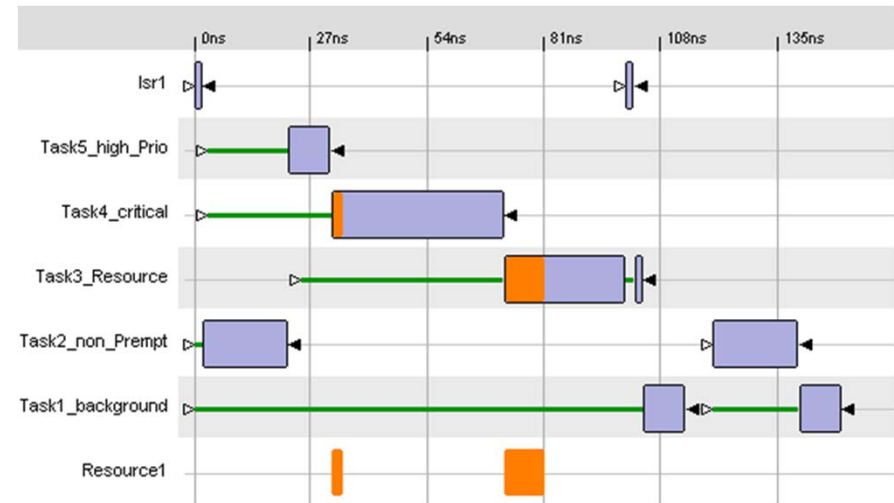 0ns 27ns 54ns 81ns 108ns 135ns
Isr1
Task5_high_Prio
Task4_critical
Task3_Resource
Task2_non_Prempt
Task1_background
Resource1